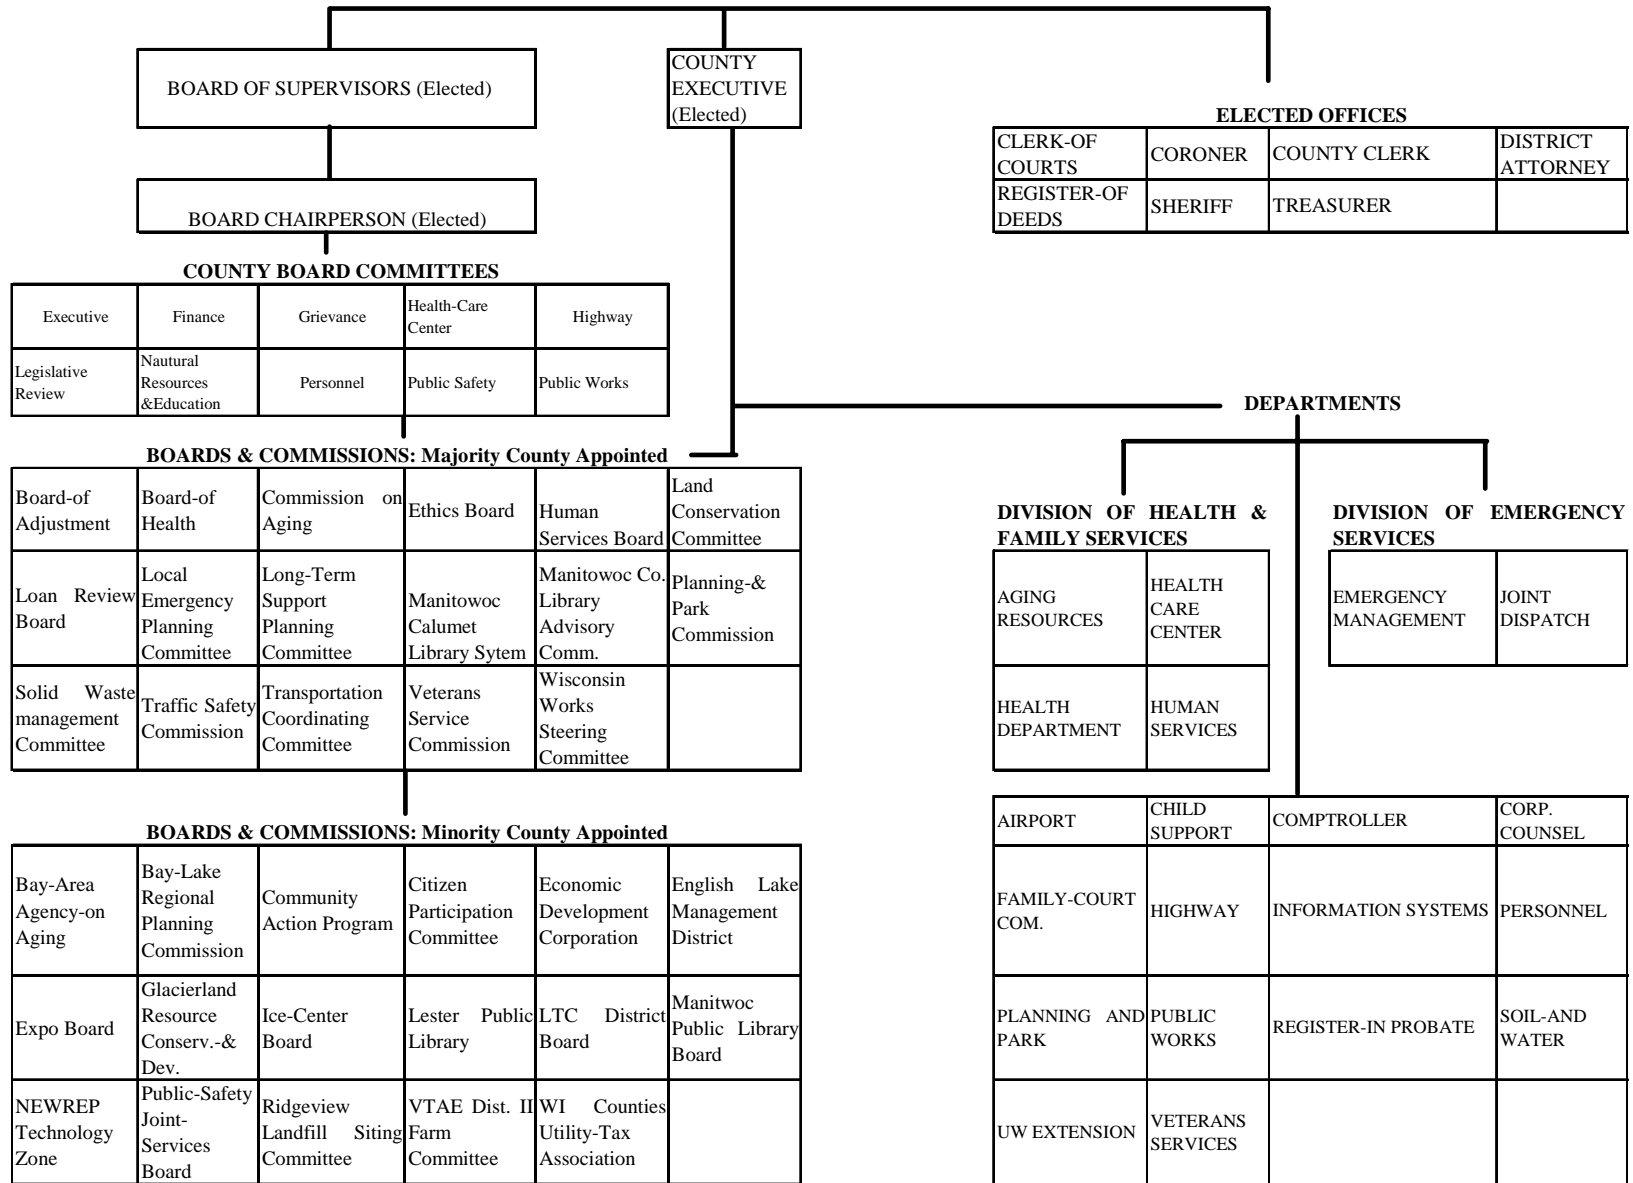 BOARD OF SUPERVISORS (Elected)
COUNTY
EXECUTIVE
(Elected)
BOARD CHAIRPERSON (Elected)
ELECTED OFFICES
CLERK-OF
COURTS
CORONER
COUNTY CLERK
DISTRICT
ATTORNEY
REGISTER-OF
DEEDS
SHERIFF
TREASURER
COUNTY BOARD COMMITTEES
Executive
Finance
Grievance
Health-Care
Center
Highway
Legislative
Review
Nautural
Resources
&Education
Personnel
Public Safety
Public Works
BOARDS & COMMISSIONS: Majority County Appointed
Board-of
Adjustment
Board-of
Health
Commission on
Aging
Ethics Board
Human
Services Board
Land
Conservation
Committee
Loan Review
Board
Local
Emergency
Planning
Committee
Long-Term
Support
Planning
Committee
Manitowoc
Calumet
Library Sytem
Manitowoc Co.
Library
Advisory
Comm.
Planning-&
Park
Commission
Solid Waste
management
Committee
Traffic Safety
Commission
Transportation
Coordinating
Committee
Veterans
Service
Commission
Wisconsin
Works
Steering
Committee
BOARDS & COMMISSIONS: Minority County Appointed
Bay-Area
Agency-on
Aging
Bay-Lake
Regional
Planning
Commission
Community
Action Program
Citizen
Participation
Committee
Economic
Development
Corporation
English Lake
Management
District
Expo Board
Glacierland
Resource
Conserv.-&
Dev.
Ice-Center
Board
Lester Public
Library
LTC District
Board
Manitwoc
Public Library
Board
NEWREP
Technology
Zone
Public-Safety
Joint-
Services
Board
Ridgeview
Landfill Siting
Committee
VTAE Dist. II
Farm
Committee
WI Counties
Utility-Tax
Association
DEPARTMENTS
DIVISION OF HEALTH &
FAMILY SERVICES
AGING
RESOURCES
HEALTH
CARE
CENTER
HEALTH
DEPARTMENT
HUMAN
SERVICES
DIVISION OF EMERGENCY
SERVICES
EMERGENCY
MANAGEMENT
JOINT
DISPATCH
AIRPORT
CHILD
SUPPORT
COMPTROLLER
CORP.
COUNSEL
FAMILY-COURT
COM.
HIGHWAY
INFORMATION SYSTEMS
PERSONNEL
PLANNING AND
PARK
PUBLIC
WORKS
REGISTER-IN PROBATE
SOIL-AND
WATER
UW EXTENSION
VETERANS
SERVICES